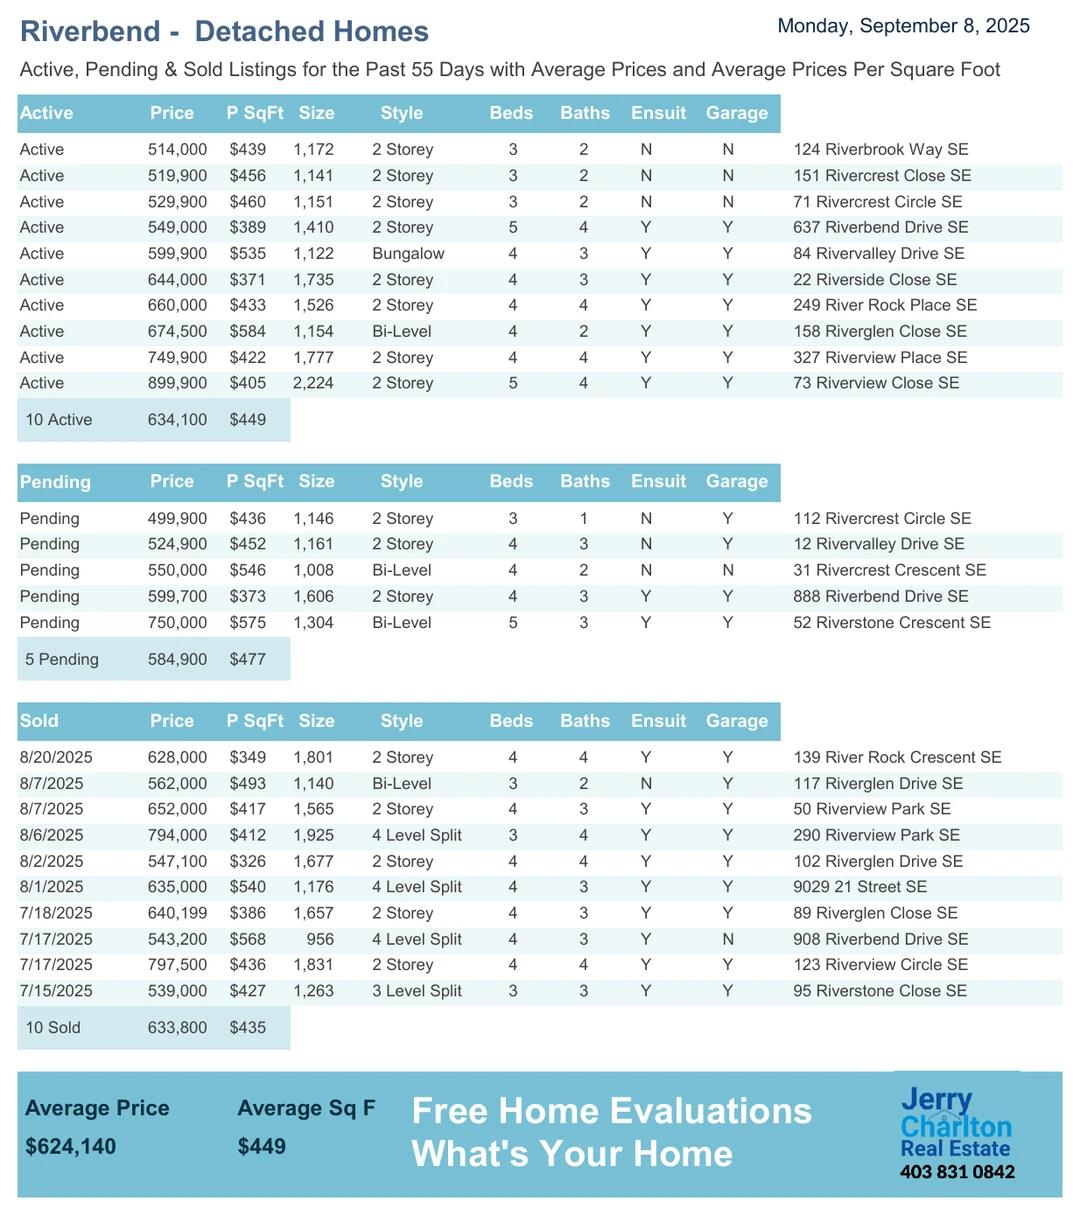 Riverbend -  Detached Homes
Monday, September 8, 2025
Active, Pending & Sold Listings for the Past 55 Days with Average Prices and Average Prices Per Square Foot
Active Price P SqFt Size Style Beds Baths Ensuit Garage
Active 514,000 $439 1,172 2 Storey 3 2 N N 124 Riverbrook Way SE
Active 519,900 $456 1,141 2 Storey 3 2 N N 151 Rivercrest Close SE
Active 529,900 $460 1,151 2 Storey 3 2 N N 71 Rivercrest Circle SE
Active 549,000 $389 1,410 2 Storey 5 4 Y Y 637 Riverbend Drive SE
Active 599,900 $535 1,122 Bungalow 4 3 Y Y 84 Rivervalley Drive SE
Active 644,000 $371 1,735 2 Storey 4 3 Y Y 22 Riverside Close SE
Active 660,000 $433 1,526 2 Storey 4 4 Y Y 249 River Rock Place SE
Active 674,500 $584 1,154 Bi-Level 4 2 Y Y 158 Riverglen Close SE
Active 749,900 $422 1,777 2 Storey 4 4 Y Y 327 Riverview Place SE
Active 899,900 $405 2,224 2 Storey 5 4 Y Y 73 Riverview Close SE
10 Active 634,100 $449
Pending Price P SqFt Size Style Beds Baths Ensuit Garage
Pending 499,900 $436 1,146 2 Storey 3 1 N Y 112 Rivercrest Circle SE
Pending 524,900 $452 1,161 2 Storey 4 3 N Y 12 Rivervalley Drive SE
Pending 550,000 $546 1,008 Bi-Level 4 2 N N 31 Rivercrest Crescent SE
Pending 599,700 $373 1,606 2 Storey 4 3 Y Y 888 Riverbend Drive SE
Pending 750,000 $575 1,304 Bi-Level 5 3 Y Y 52 Riverstone Crescent SE
5 Pending 584,900 $477
Sold Price P SqFt Size Style Beds Baths Ensuit Garage
8/20/2025 628,000 $349 1,801 2 Storey 4 4 Y Y 139 River Rock Crescent SE
8/7/2025 562,000 $493 1,140 Bi-Level 3 2 N Y 117 Riverglen Drive SE
8/7/2025 652,000 $417 1,565 2 Storey 4 3 Y Y 50 Riverview Park SE
8/6/2025 794,000 $412 1,925 4 Level Split 3 4 Y Y 290 Riverview Park SE
8/2/2025 547,100 $326 1,677 2 Storey 4 4 Y Y 102 Riverglen Drive SE
8/1/2025 635,000 $540 1,176 4 Level Split 4 3 Y Y 9029 21 Street SE
7/18/2025 640,199 $386 1,657 2 Storey 4 3 Y Y 89 Riverglen Close SE
7/17/2025 543,200 $568 956 4 Level Split 4 3 Y N 908 Riverbend Drive SE
7/17/2025 797,500 $436 1,831 2 Storey 4 4 Y Y 123 Riverview Circle SE
7/15/2025 539,000 $427 1,263 3 Level Split 3 3 Y Y 95 Riverstone Close SE
10 Sold 633,800 $435
Average Price Average Sq F
$624,140 $449
Free Home Evaluations
What's Your Home
Jerry
Charlton
Real Estate
403 831 0842